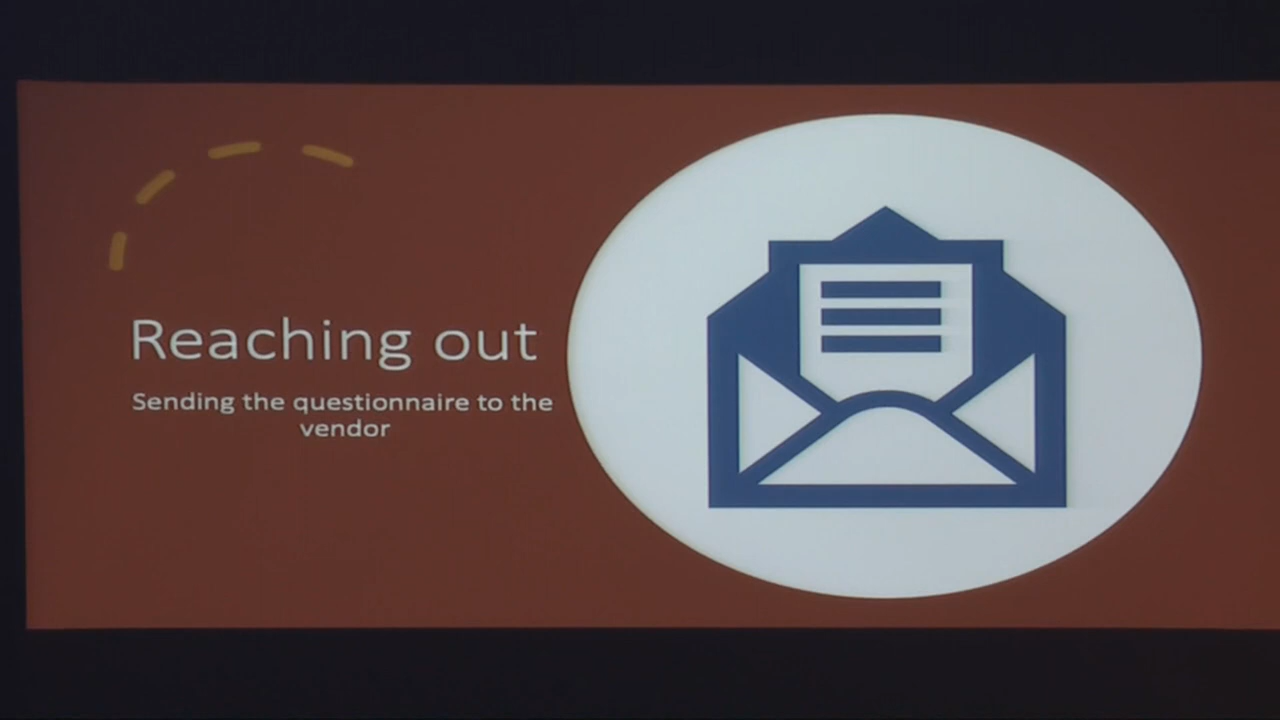 Reaching out
Sending the questionnaire to the
vendor